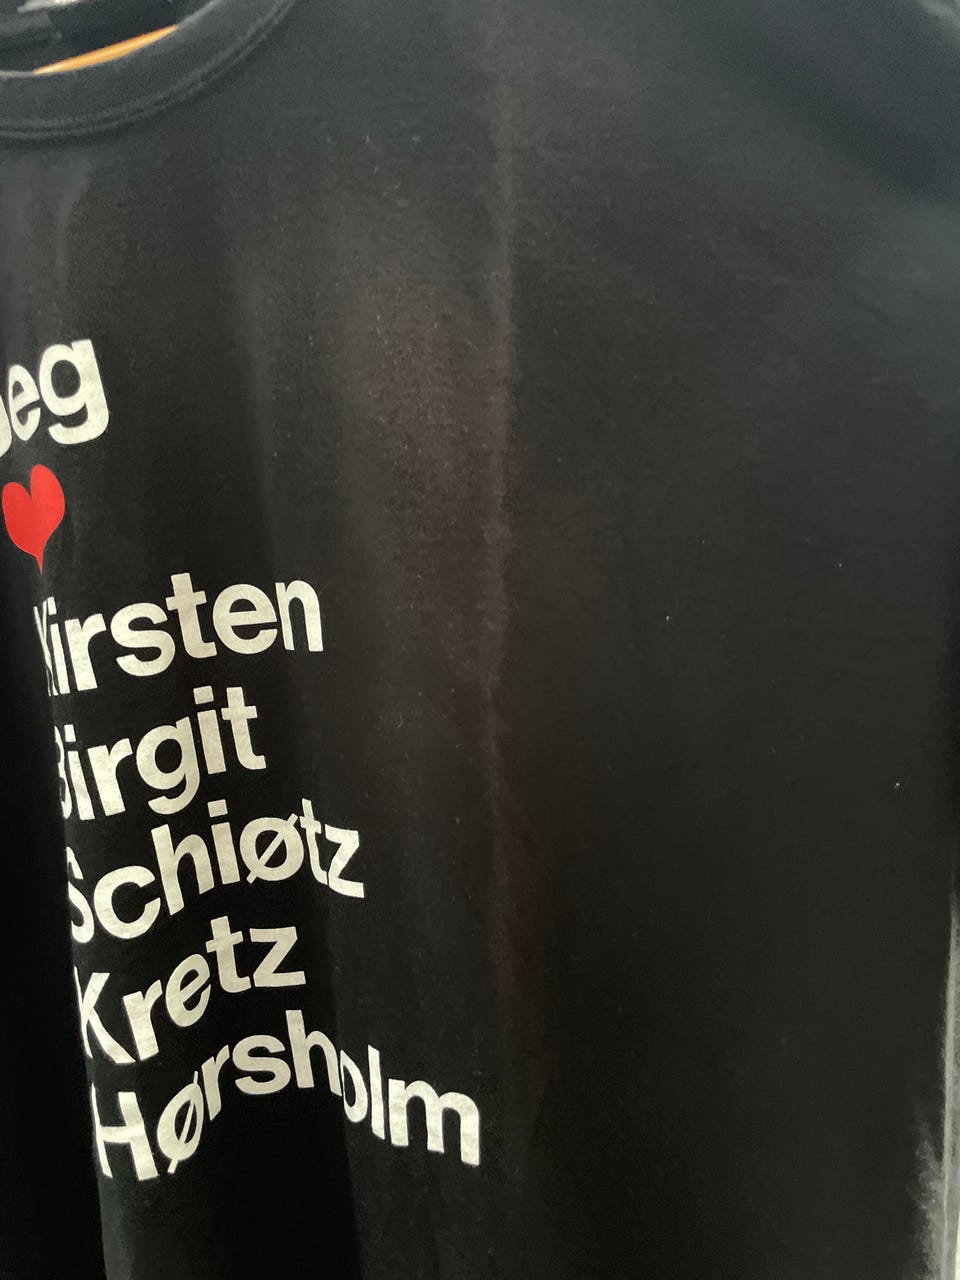 Jeg
Kirsten
Birgit
Schiøtz
Kretz
Hørsholm